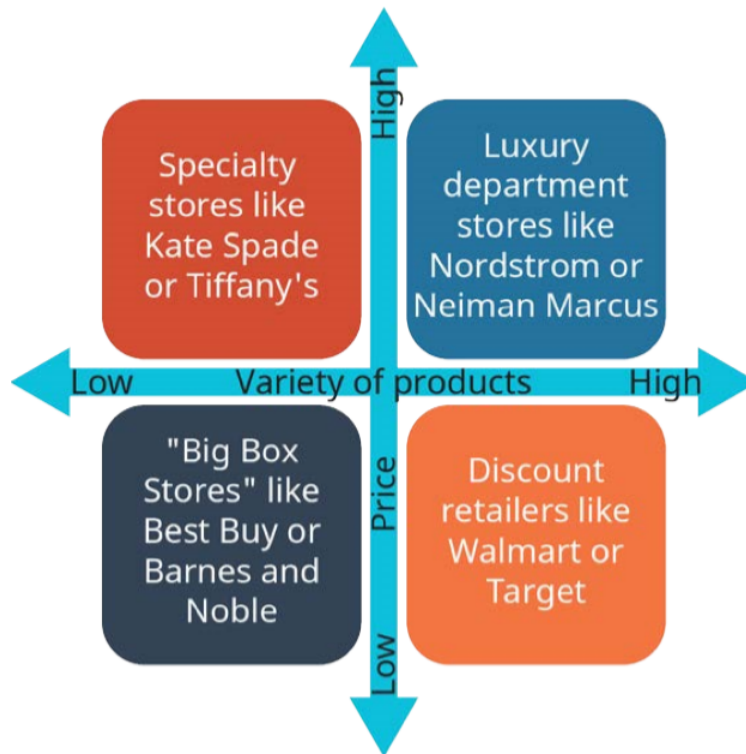 High
Specialty
stores like
Kate Spade
or Tiffany's
Luxury
department
stores like
Nordstrom or
Neiman Marcus
Low Variety of products High
"Big Box
Stores" like
Best Buy or
Barnes and
Noble
Price
Discount
retailers like
Walmart or
Target
Low